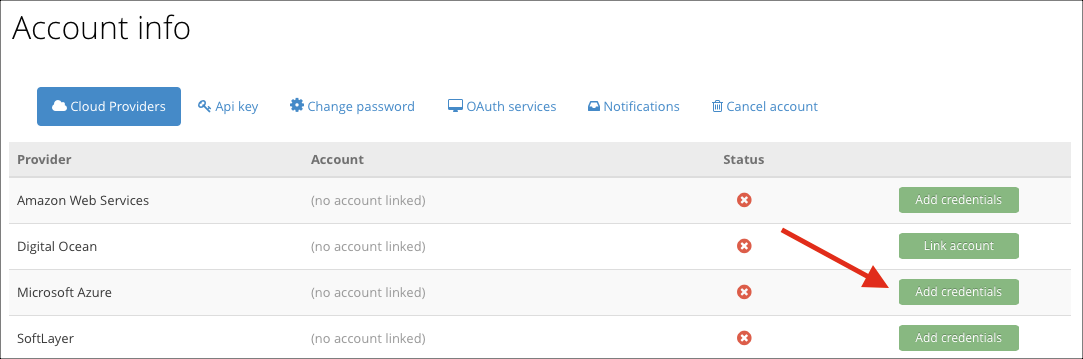 Account info
Cloud Providers Api key Change password OAuth services Notifications Cancel account
Provider Account Status
Amazon Web Services (no account linked) Add credentials
Digital Ocean (no account linked) Link account
Microsoft Azure (no account linked) Add credentials
SoftLayer (no account linked) Add credentials